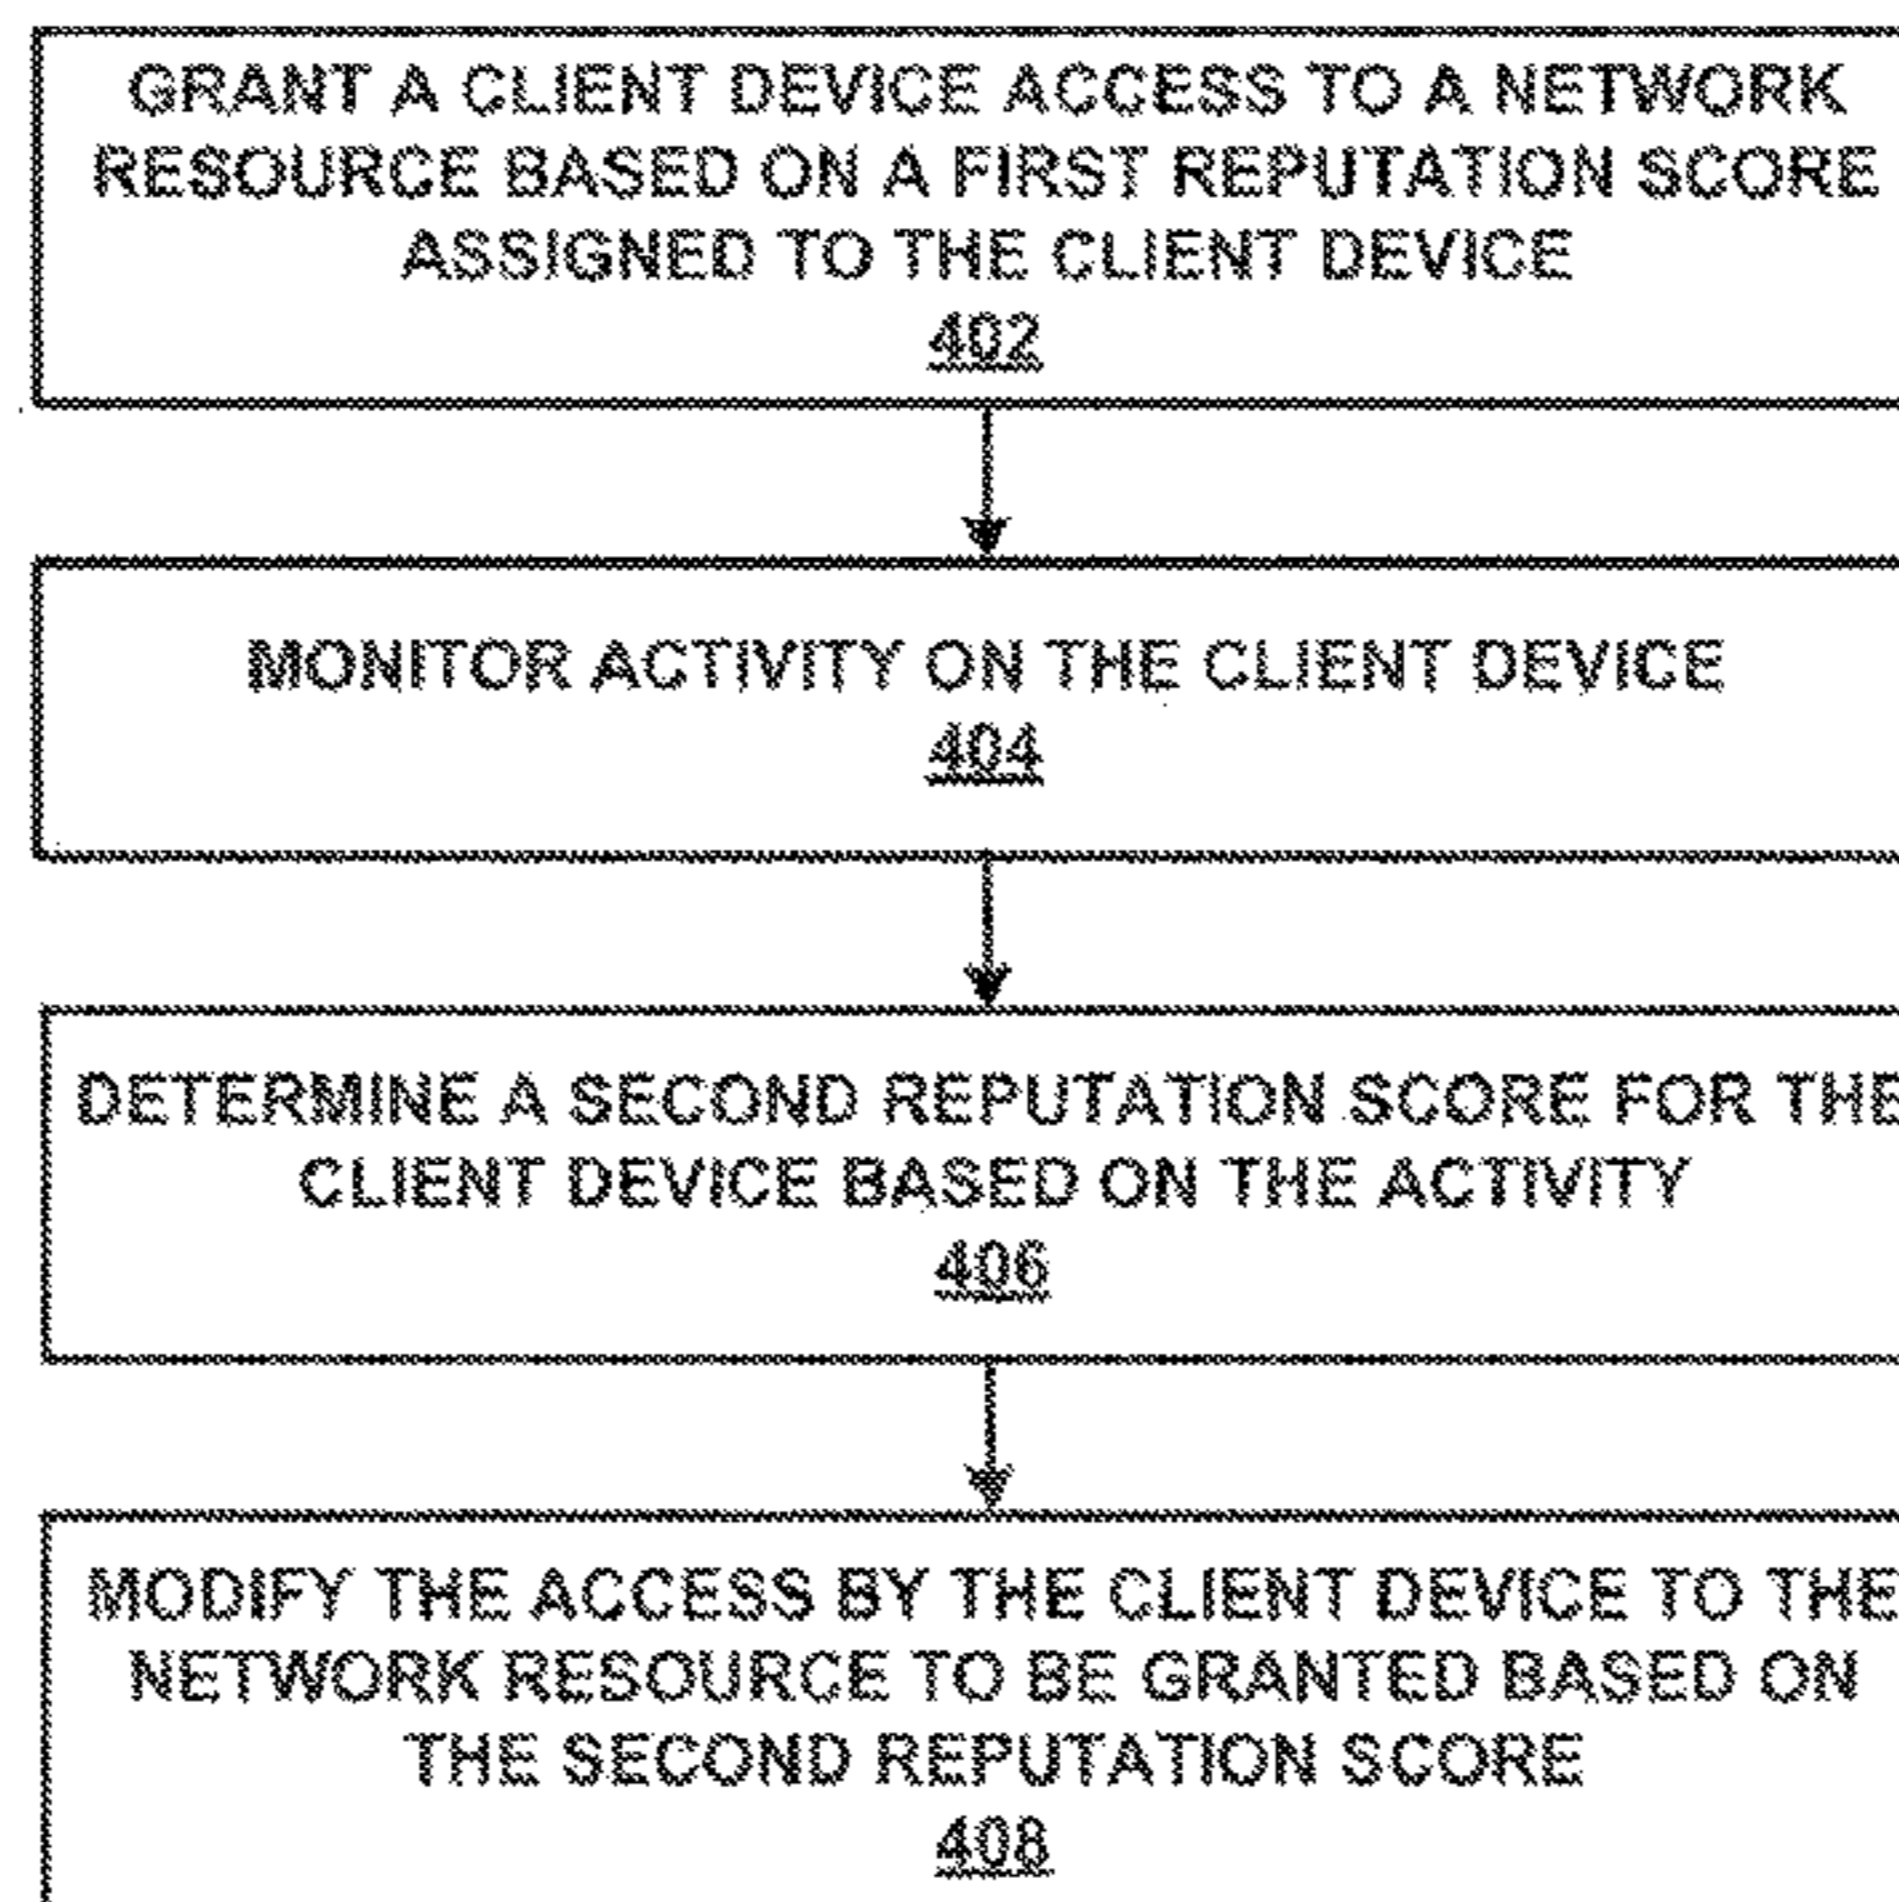 GRANT A CLIENT DEVICE ACCESS TO A NETWORK
RESOURCE BASED ON A FIRST REPUTATION SCORE
ASSIGNED TO THE CLIENT DEVICE
402
MONITOR ACTIVITY ON THE CLIENT DEVICE
404
DETERMINE A SECOND REPUTATION SCORE FOR THE
CLIENT DEVICE BASED ON THE ACTIVITY
406
MODIFY THE ACCESS BY THE CLIENT DEVICE TO THE
NETWORK RESOURCE TO BE GRANTED BASED ON
THE SECOND REPUTATION SCORE
408